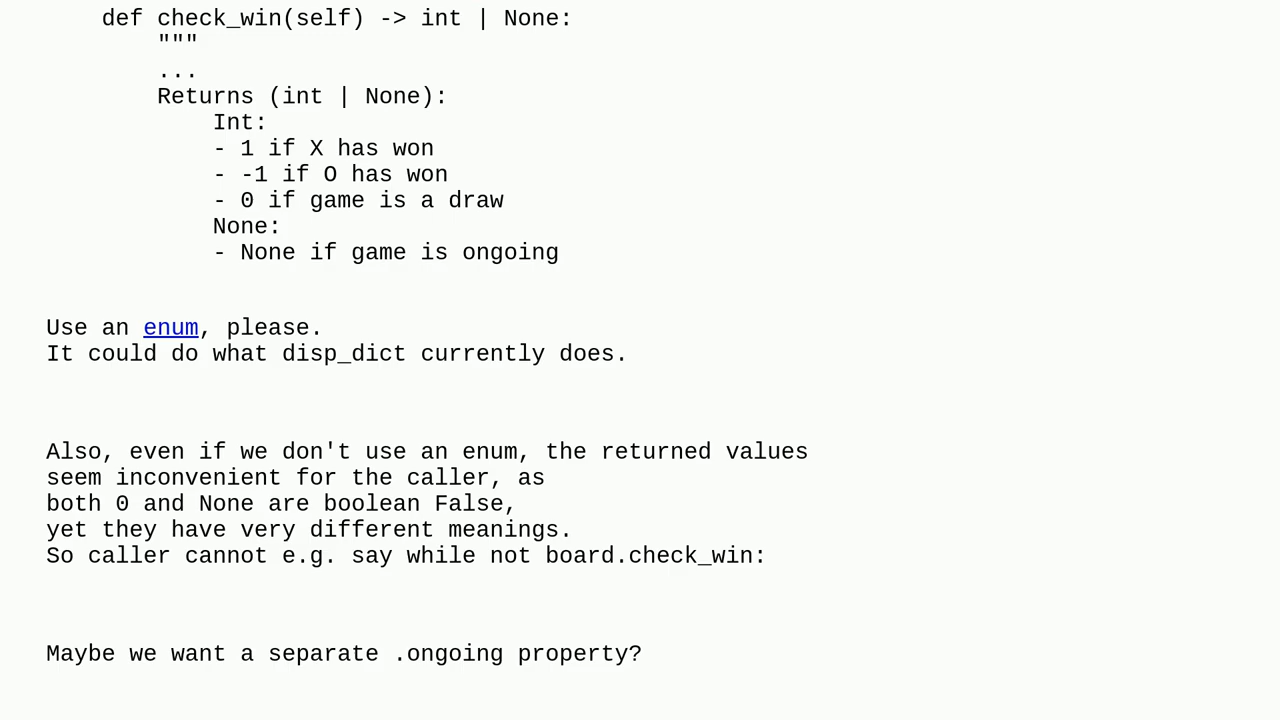 def check_win(self) -> int | None:
"""
...
Returns (int | None):
Int:
- 1 if X has won
- -1 if O has won
- 0 if game is a draw
None:
- None if game is ongoing
Use an enum, please.
It could do what disp_dict currently does.
Also, even if we don't use an enum, the returned values
seem inconvenient for the caller, as
both 0 and None are boolean False,
yet they have very different meanings.
So caller cannot e.g. say while not board.check_win:
Maybe we want a separate .ongoing property?